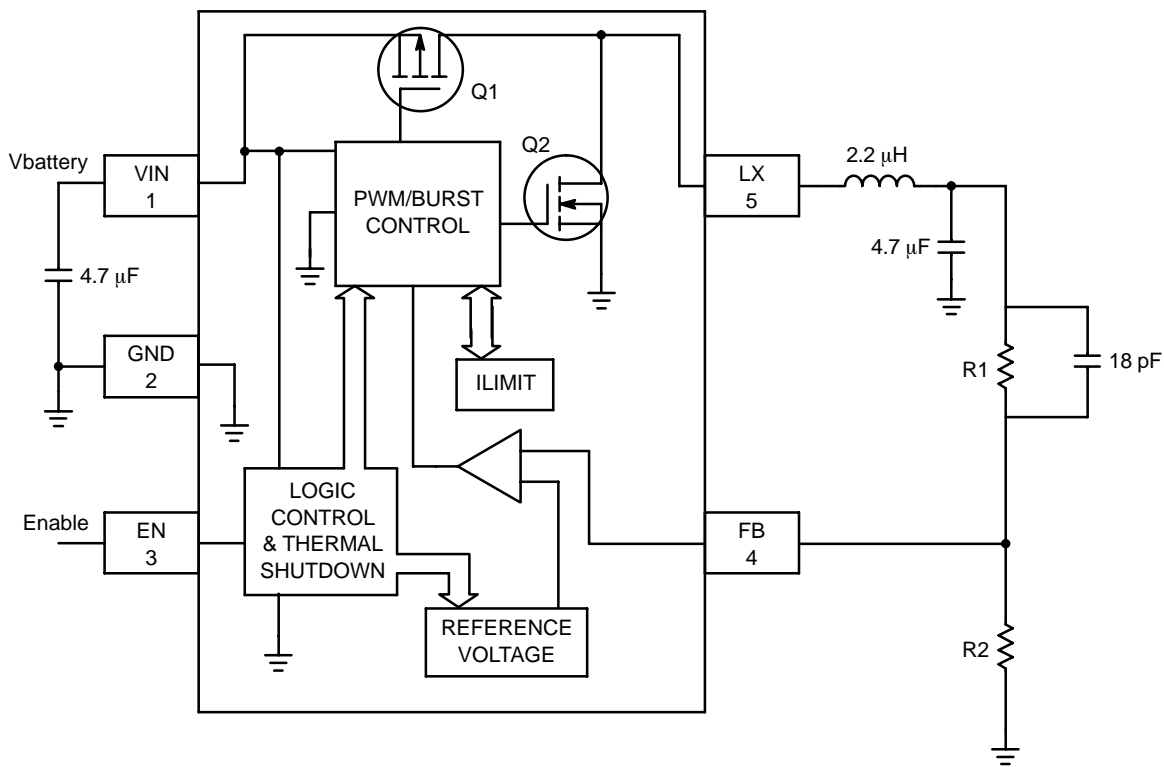 Q1
Vbattery
VIN
1
4.7 μF
GND
2
Enable
EN
3
PWM/BURST
CONTROL
Q2
ILIMIT
LOGIC
CONTROL
& THERMAL
SHUTDOWN
REFERENCE
VOLTAGE
LX
5
2.2 μH
4.7 μF
R1
18 pF
FB
4
R2